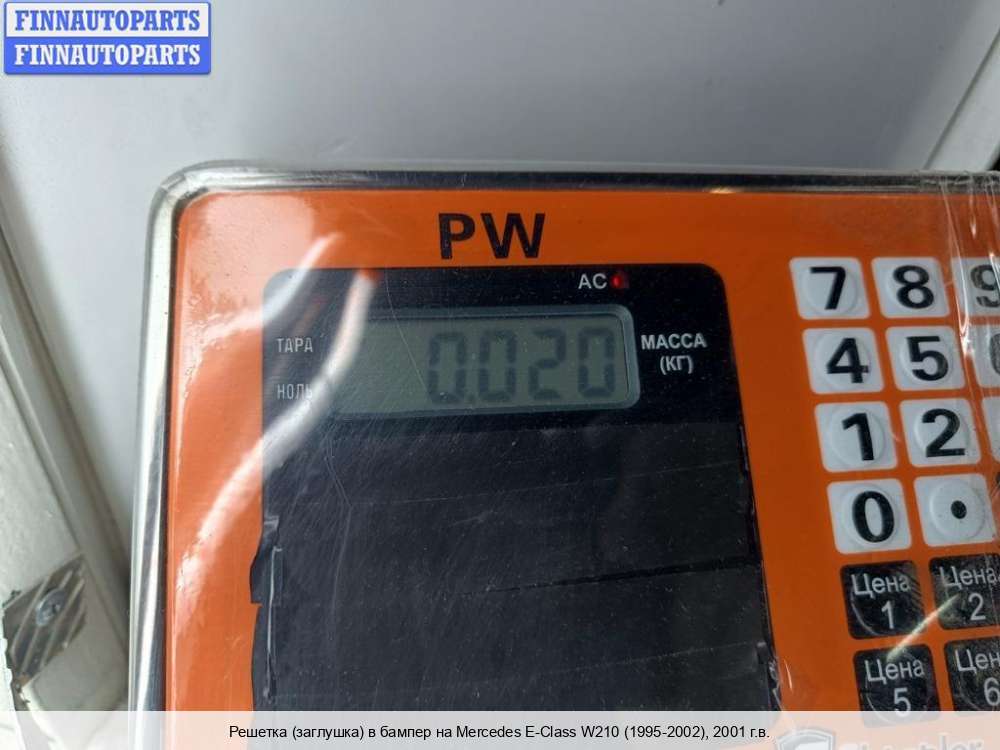 FINNAUTOPARTS
FINNAUTOPARTS
PW
AC
ТАРА
НОЛЬ
0.020
МАССА
(КГ)
7 8 9
4 5
1 2
0 •
Цена 1
Цена 2
Цена 5
Цена 6
Решетка (заглушка) в бампер на Mercedes E-Class W210 (1995-2002), 2001 г.в.